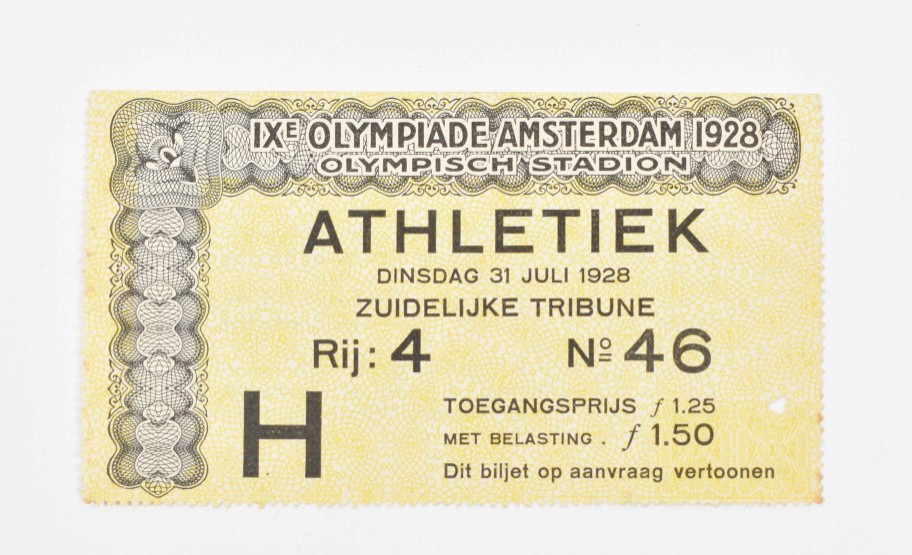 IXE OLYMPIADE AMSTERDAM 1928
OLYMPISCH STADION
ATHLETIEK
DINSDAG 31 JULI 1928
ZUIDELIJKE TRIBUNE
Rij: 4 Nº 46
H
TOEGANGSPRIJS ƒ 1.25
MET BELASTING . ƒ 1.50
Dit biljet op aanvraag vertoonen